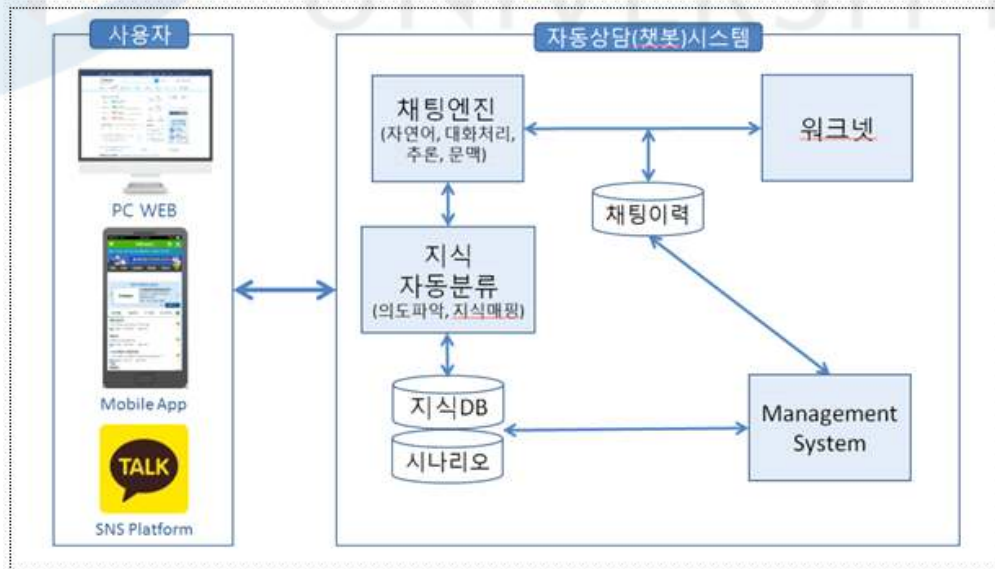 UNIVERSITY
사용자
자동상담(챗봇)시스템
PC WEB
Mobile App
TALK
SNS Platform
채팅엔진
(자연어, 대화처리,
추론, 문맥)
워크넷
채팅이력
지식
자동분류
(의도파악, 지식매핑)
지식DB
시나리오
Management
System